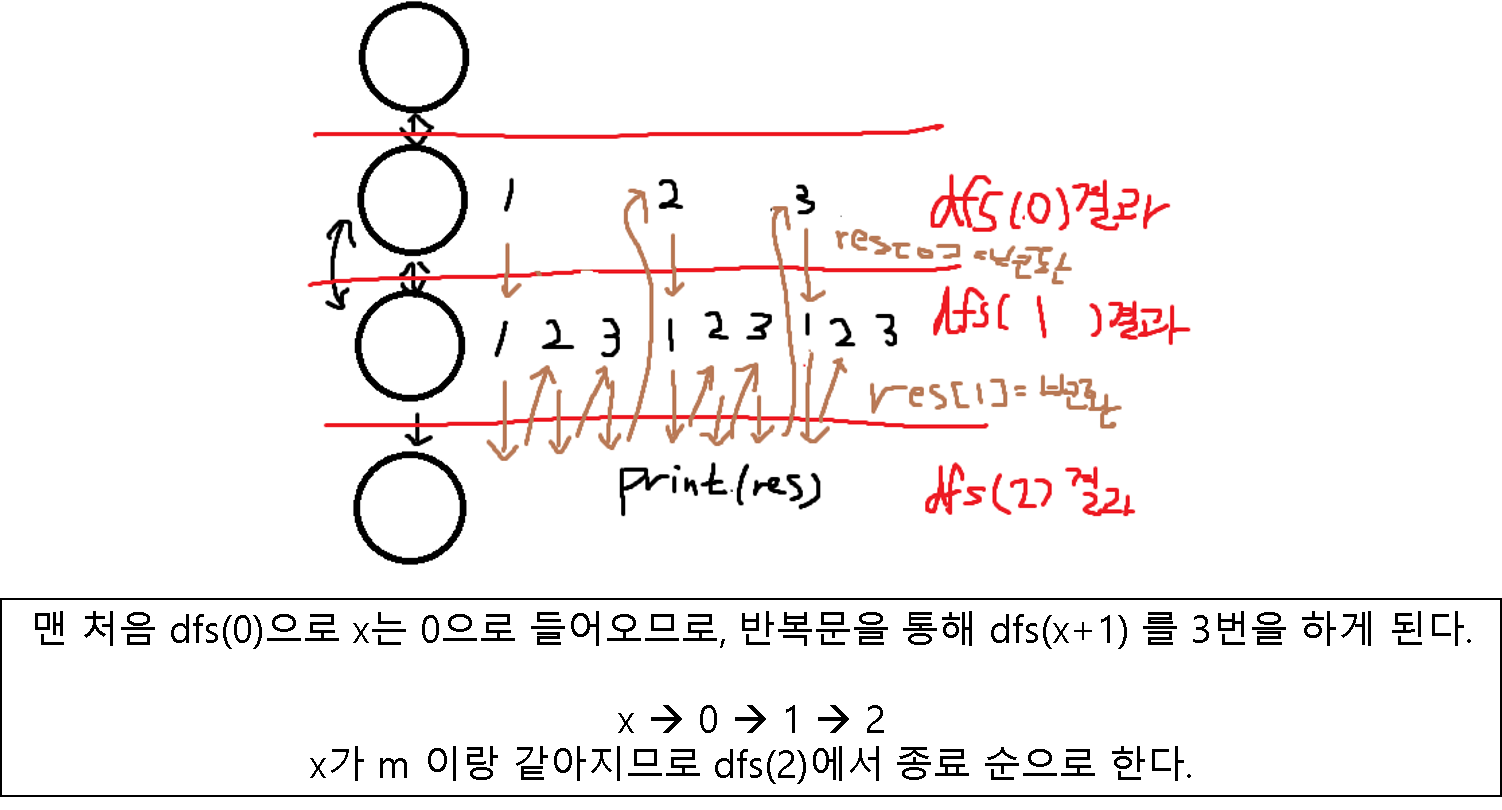 1 2 3
dfs(0)결과
res[0] = 부분환
1 2 3 1 2 3 1 2 3
dfs( 1 )결과
res[1] =
print(res)
dfs(2) 결과
맨 처음 dfs(0)으로 x는 0으로 들어오므로, 반복문을 통해 dfs(x+1) 를 3번을 하게 된다.
x → 0 → 1 → 2
x가 m 이랑 같아지므로 dfs(2)에서 종료 순으로 한다.